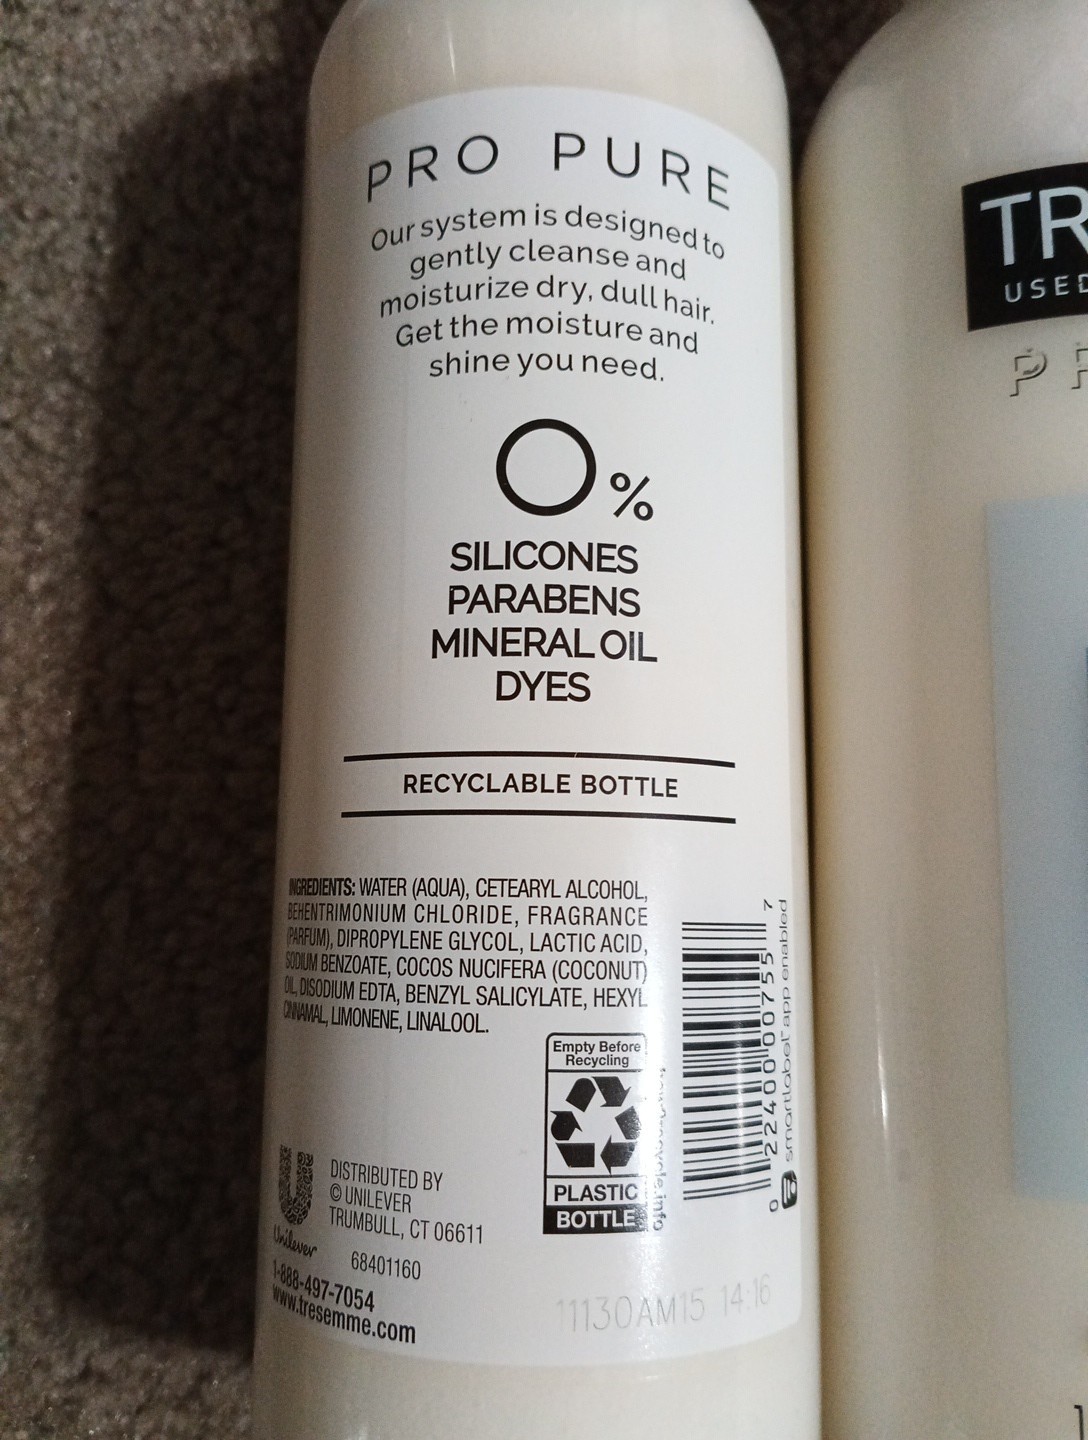 PRO PURE
Our system is designed to
gently cleanse and
moisturize dry, dull hair.
Get the moisture and
shine you need.
0%
SILICONES
PARABENS
MINERAL OIL
DYES
RECYCLABLE BOTTLE
INGREDIENTS: WATER (AQUA), CETEARYL ALCOHOL,
BEHENTRIMONIUM CHLORIDE, FRAGRANCE
(PARFUM), DIPROPYLENE GLYCOL, LACTIC ACID,
SODIUM BENZOATE, COCOS NUCIFERA (COCONUT)
OIL, DISODIUM EDTA, BENZYL SALICYLATE, HEXYL
CINNAMAL, LIMONENE, LINALOOL.
Empty Before
Recycling
PLASTIC
BOTTLE
how2recycle.info
0 22400 00755 7
smartlabel™ app enabled
Unilever
DISTRIBUTED BY
© UNILEVER
TRUMBULL, CT 06611
68401160
1-888-497-7054
www.tresemme.com
11130AM15 14:16
TR
USED
P